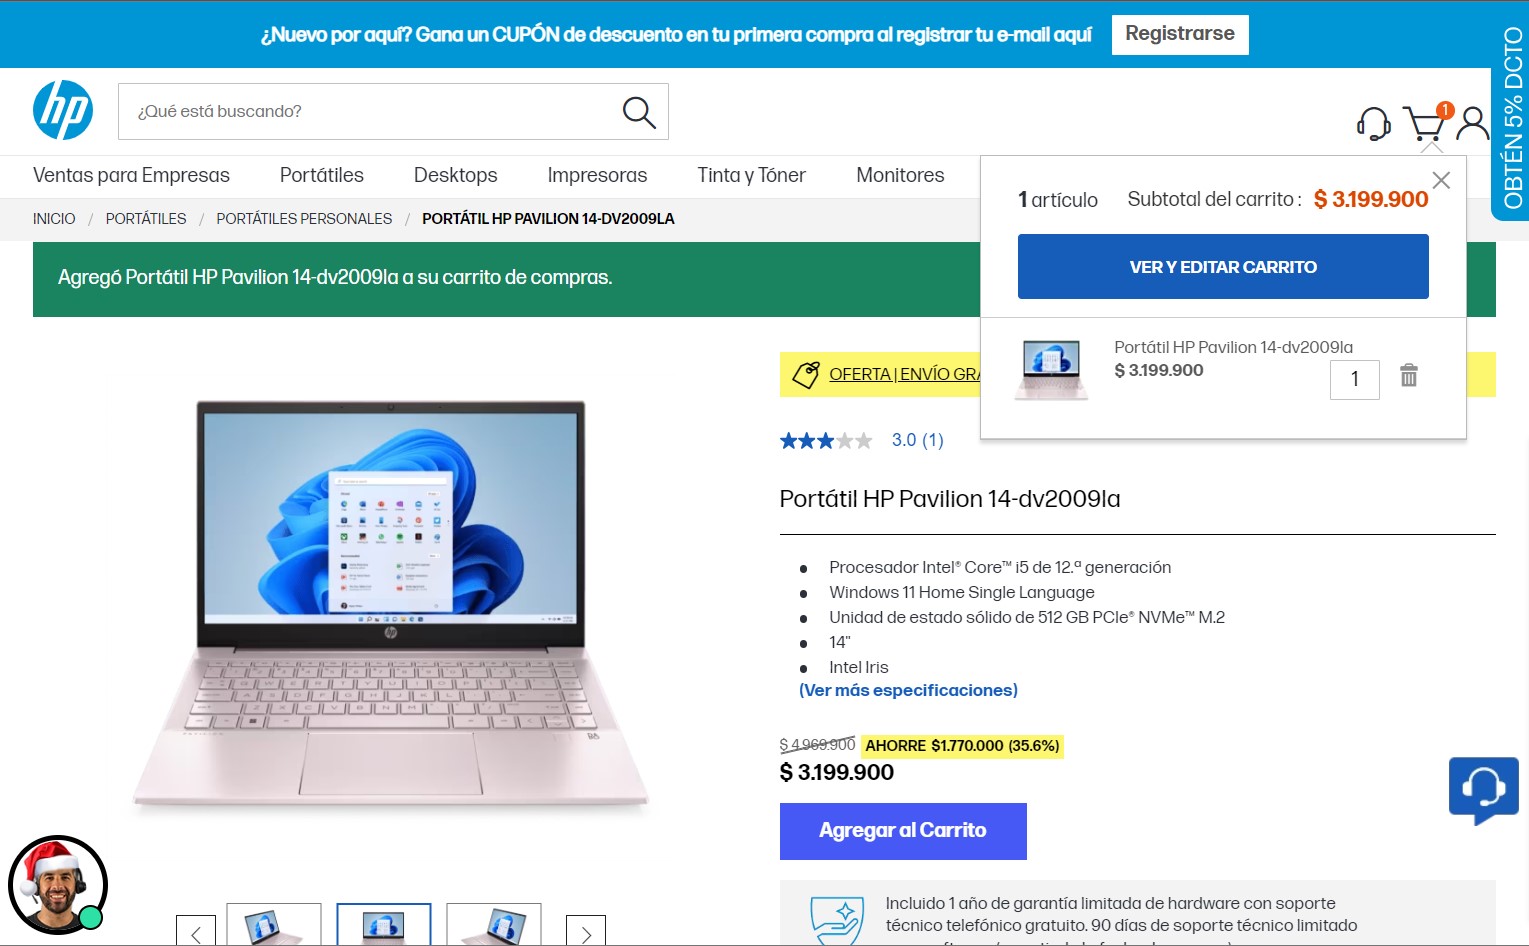 ¿Nuevo por aquí? Gana un CUPÓN de descuento en tu primera compra al registrar tu e-mail aquí
Registrarse
OBTÉN 5% DCTO
hp
¿Qué está buscando?
1
Ventas para Empresas
Portátiles
Desktops
Impresoras
Tinta y Tóner
Monitores
INICIO / PORTÁTILES / PORTÁTILES PERSONALES / PORTÁTIL HP PAVILION 14-DV2009LA
1 artículo
Subtotal del carrito : $ 3.199.900
VER Y EDITAR CARRITO
Portátil HP Pavilion 14-dv2009la
$ 3.199.900
1
Agregó Portátil HP Pavilion 14-dv2009la a su carrito de compras.
OFERTA | ENVÍO GRA
3.0 (1)
Portátil HP Pavilion 14-dv2009la
Procesador Intel® Core™ i5 de 12.ª generación
Windows 11 Home Single Language
Unidad de estado sólido de 512 GB PCIe® NVMe™ M.2
14"
Intel Iris
(Ver más especificaciones)
$ 4.969.900 AHORRE $1.770.000 (35.6%)
$ 3.199.900
Agregar al Carrito
Incluido 1 año de garantía limitada de hardware con soporte
técnico telefónico gratuito. 90 días de soporte técnico limitado